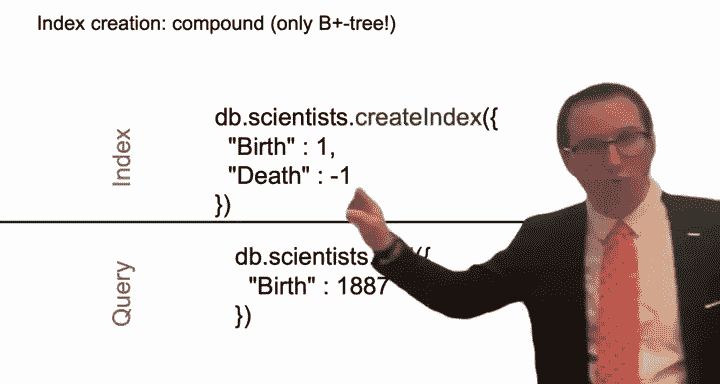 Index creation: compound (only B+-tree!)
Index
db.scientists.createIndex({
"Birth" : 1,
"Death" : -1
})
Query
db.scientists. ({
"Birth" : 1887
})